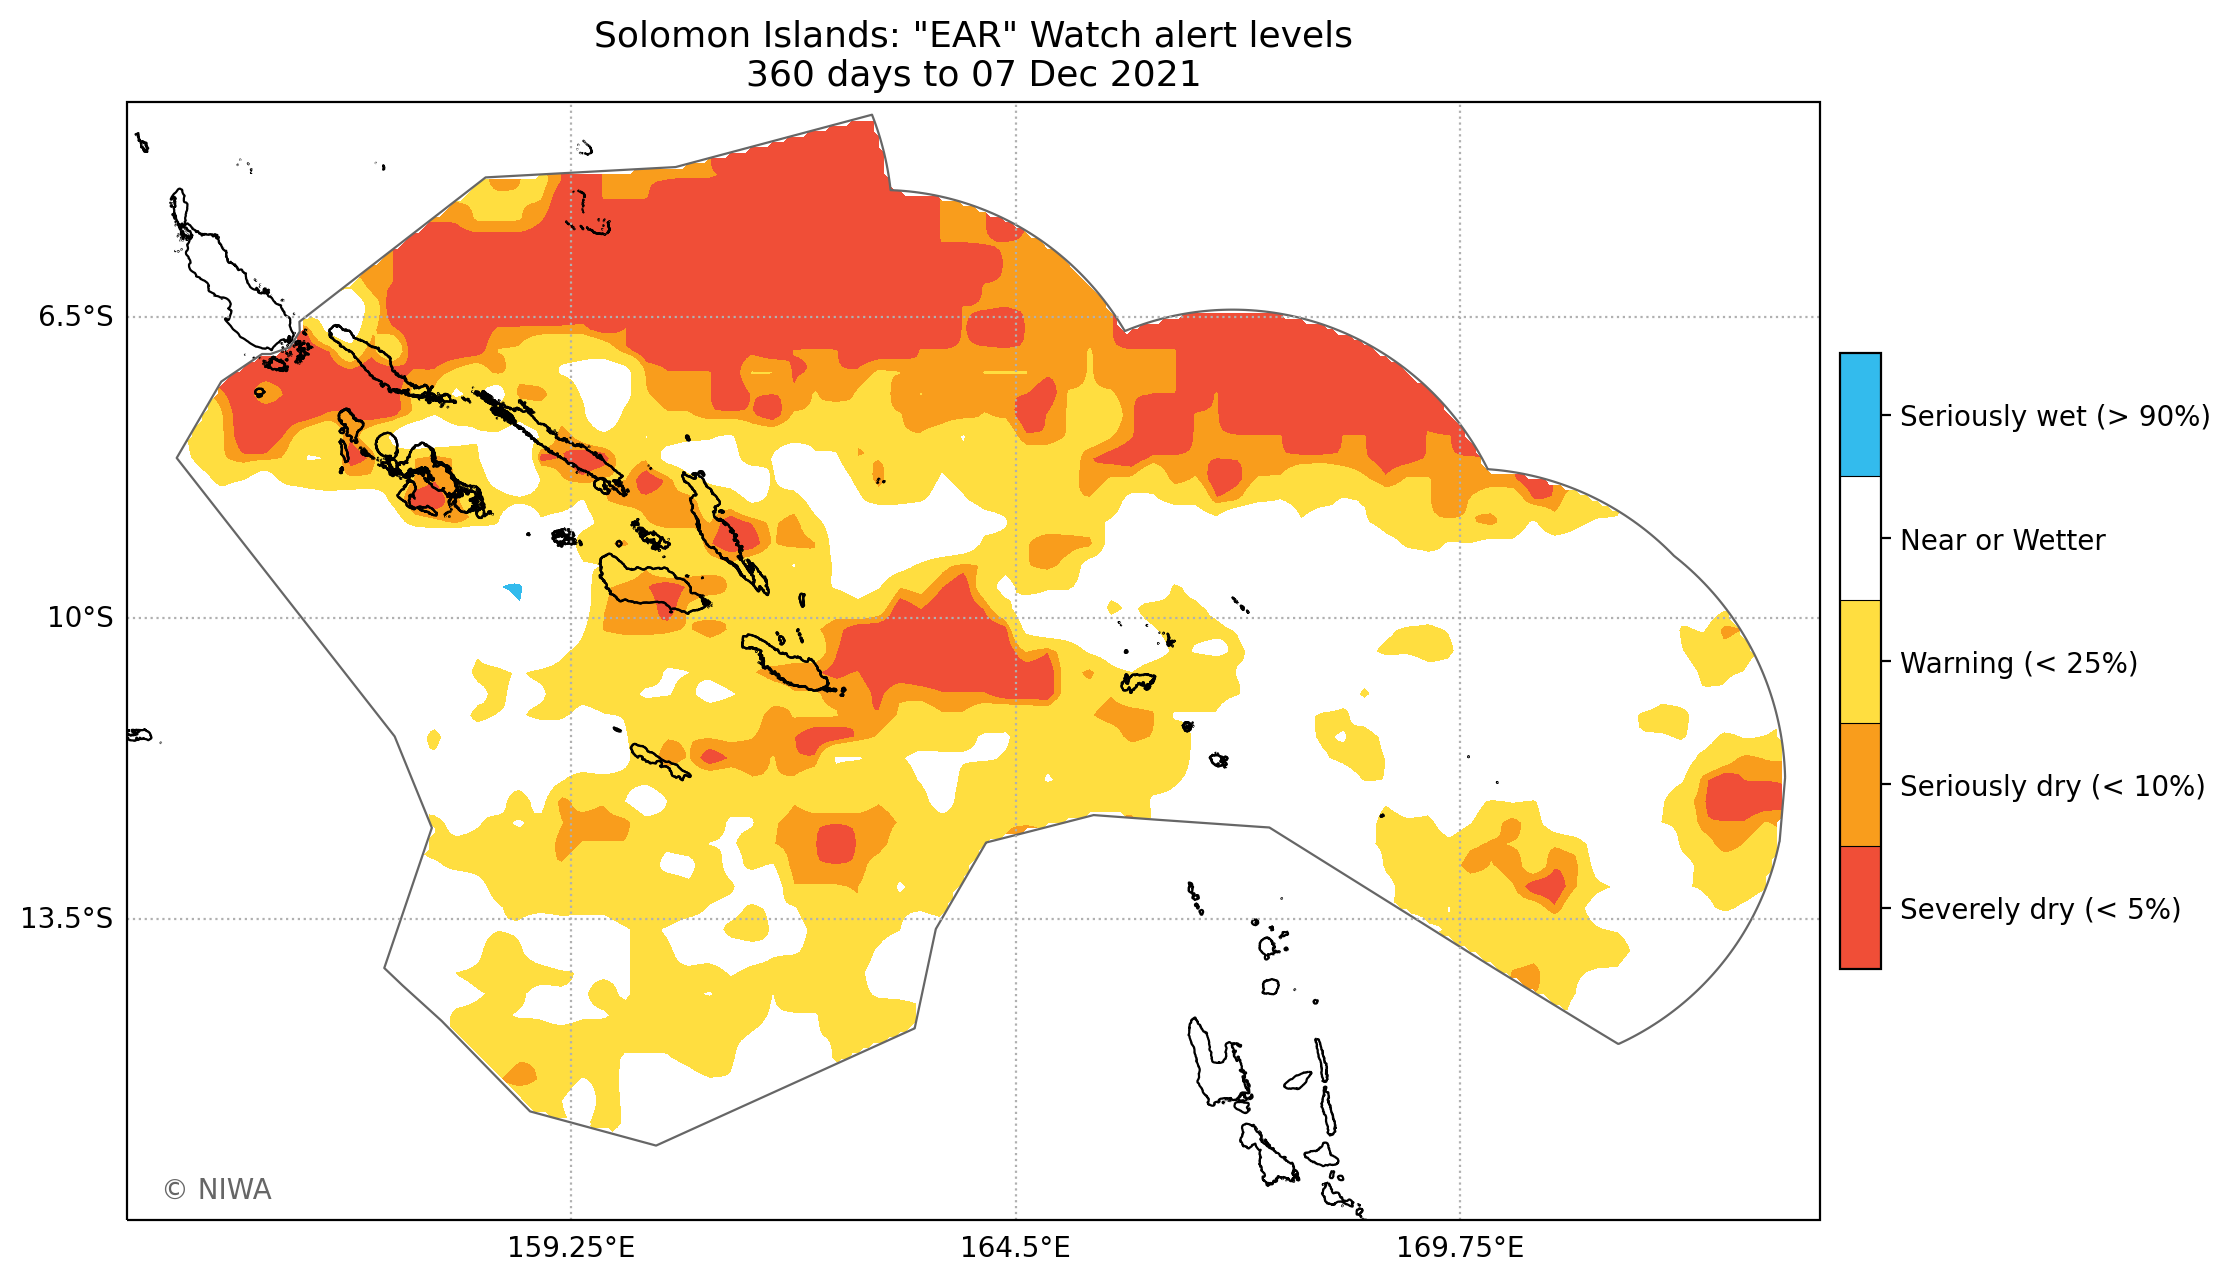 Solomon Islands: "EAR" Watch alert levels
360 days to 07 Dec 2021
6.5°S
10°S
13.5°S
159.25°E
164.5°E
169.75°E
Seriously wet (> 90%)
Near or Wetter
Warning (< 25%)
Seriously dry (< 10%)
Severely dry (< 5%)
© NIWA